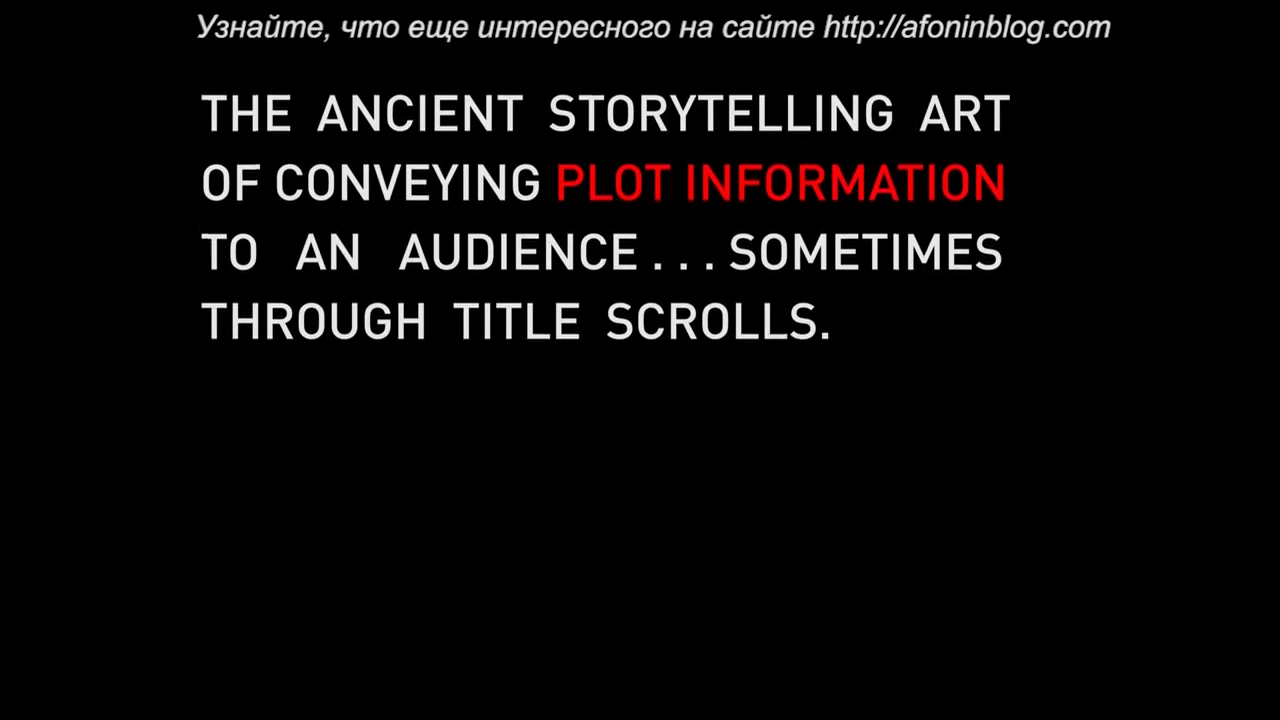 Узнайте, что еще интересного на сайте http://afoninblog.com
THE ANCIENT STORYTELLING ART
OF CONVEYING PLOT INFORMATION
TO AN AUDIENCE . . . SOMETIMES
THROUGH TITLE SCROLLS.